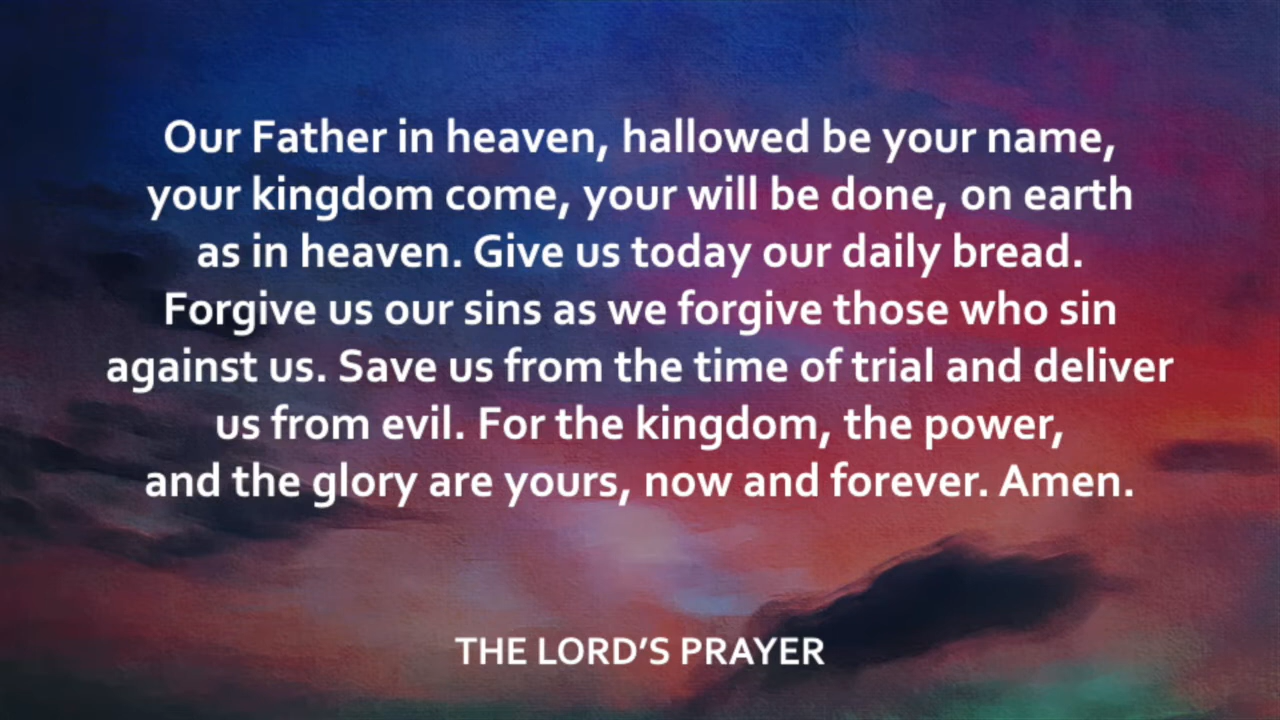 Our Father in heaven, hallowed be your name,
your kingdom come, your will be done, on earth
as in heaven. Give us today our daily bread.
Forgive us our sins as we forgive those who sin
against us. Save us from the time of trial and deliver
us from evil. For the kingdom, the power,
and the glory are yours, now and forever. Amen.
THE LORD’S PRAYER